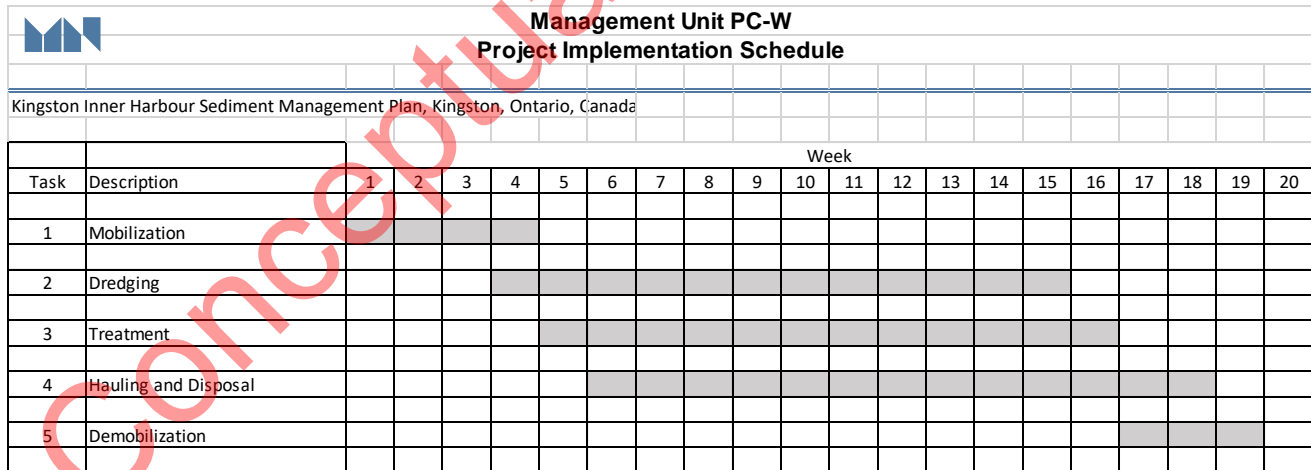 Management Unit PC-W
Project Implementation Schedule
Kingston Inner Harbour Sediment Management Plan, Kingston, Ontario, Canada
Week
Task Description 1 2 3 4 5 6 7 8 9 10 11 12 13 14 15 16 17 18 19 20
1 Mobilization
2 Dredging
3 Treatment
4 Hauling and Disposal
5 Demobilization
Conceptua